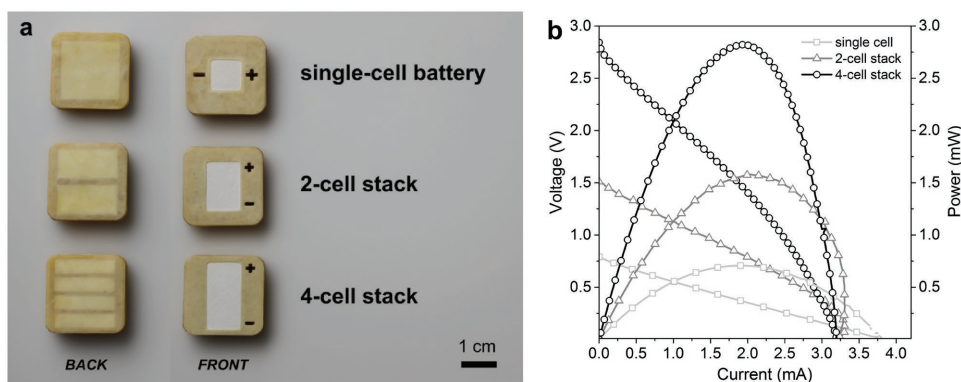 a
− +
single-cell battery
+
−
2-cell stack
+
−
4-cell stack
BACK
FRONT
1 cm
b
3.0
2.5
2.0
1.5
1.0
0.5
Voltage (V)
single cell
2-cell stack
4-cell stack
3.0
2.5
2.0
1.5
1.0
0.5
Power (mW)
0.0 0.5 1.0 1.5 2.0 2.5 3.0 3.5 4.0
Current (mA)